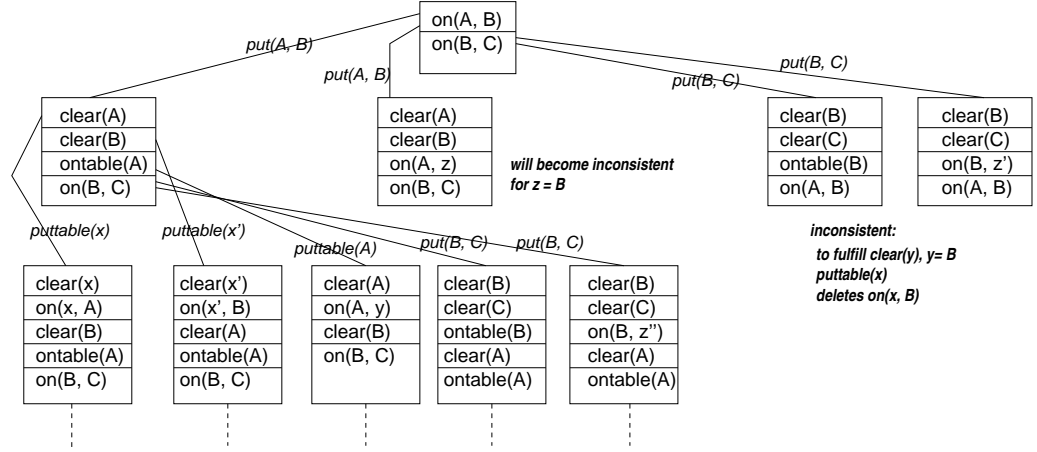 on(A, B)
on(B, C)
put(A, B)
put(A, B)
put(B, C)
put(B, C)
clear(A)
clear(B)
ontable(A)
on(B, C)
clear(A)
clear(B)
on(A, z)
on(B, C)
will become inconsistent
for z = B
clear(B)
clear(C)
ontable(B)
on(A, B)
clear(B)
clear(C)
on(B, z')
on(A, B)
inconsistent:
to fulfill clear(y), y= B
puttable(x)
deletes on(x, B)
puttable(x)
puttable(x')
puttable(A)
put(B, C)
put(B, C)
clear(x)
on(x, A)
clear(B)
ontable(A)
on(B, C)
clear(x')
on(x', B)
clear(A)
ontable(A)
on(B, C)
clear(A)
on(A, y)
clear(B)
on(B, C)
clear(B)
clear(C)
ontable(B)
clear(A)
ontable(A)
clear(B)
clear(C)
on(B, z'')
clear(A)
ontable(A)